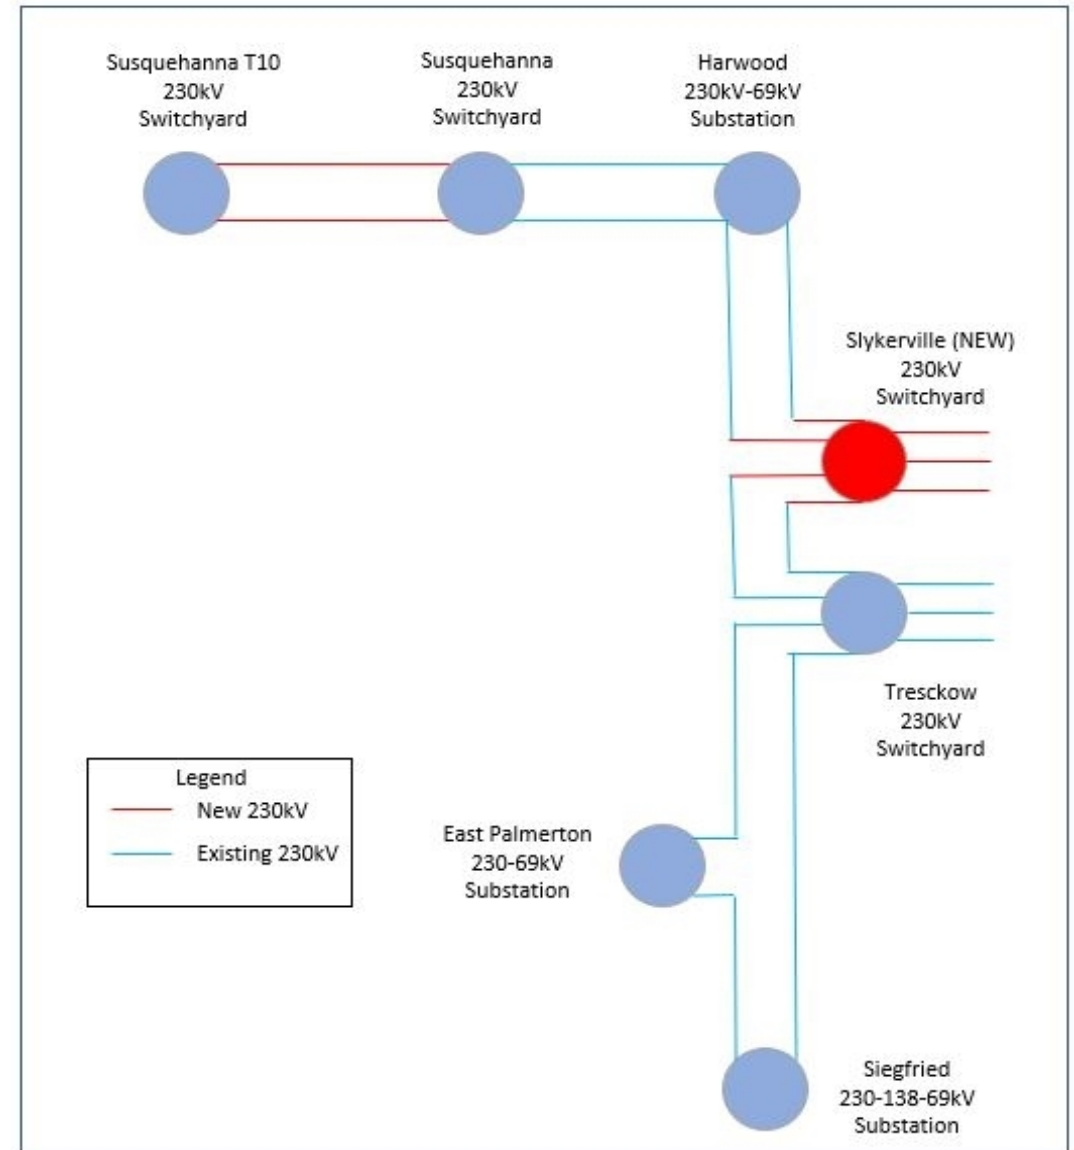 Susquehanna T10
230kV
Switchyard
Susquehanna
230kV
Switchyard
Harwood
230kV-69kV
Substation
Slykerville (NEW)
230kV
Switchyard
Tresckow
230kV
Switchyard
Legend
New 230kV
Existing 230kV
East Palmerton
230-69kV
Substation
Siegfried
230-138-69kV
Substation